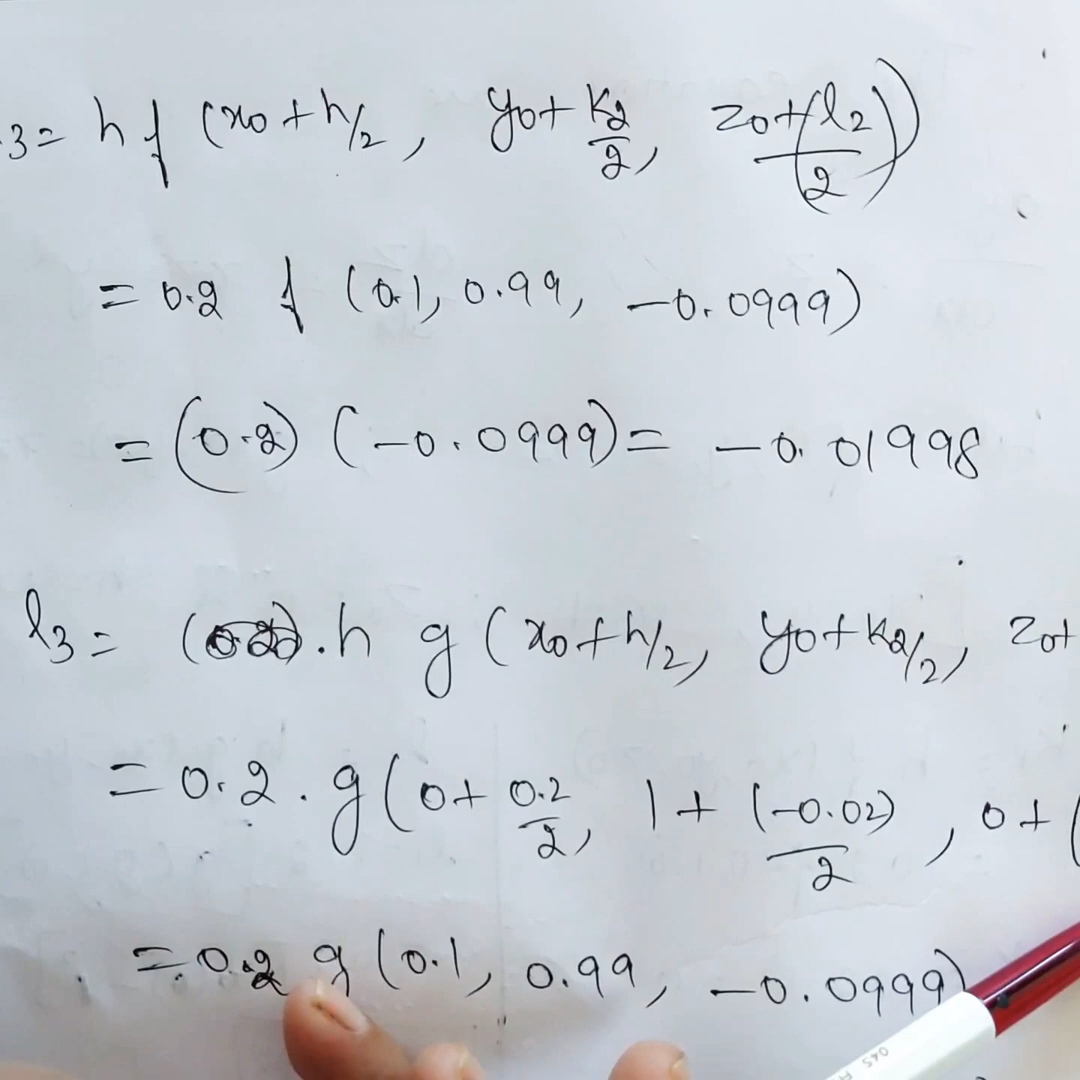 3 = h f (x0 + h/2, y0 + k2/2, z0 + (l2/2))
= 0.2 f (0.1, 0.99, -0.0999)
= (0.2) (-0.0999) = -0.01998
l3 = . h g (x0 + h/2, y0 + k2/2, z0 +
= 0.2 . g (0 + 0.2/2, 1 + (-0.02)/2, 0 + (
= 0.2 g (0.1, 0.99, -0.0999)
045